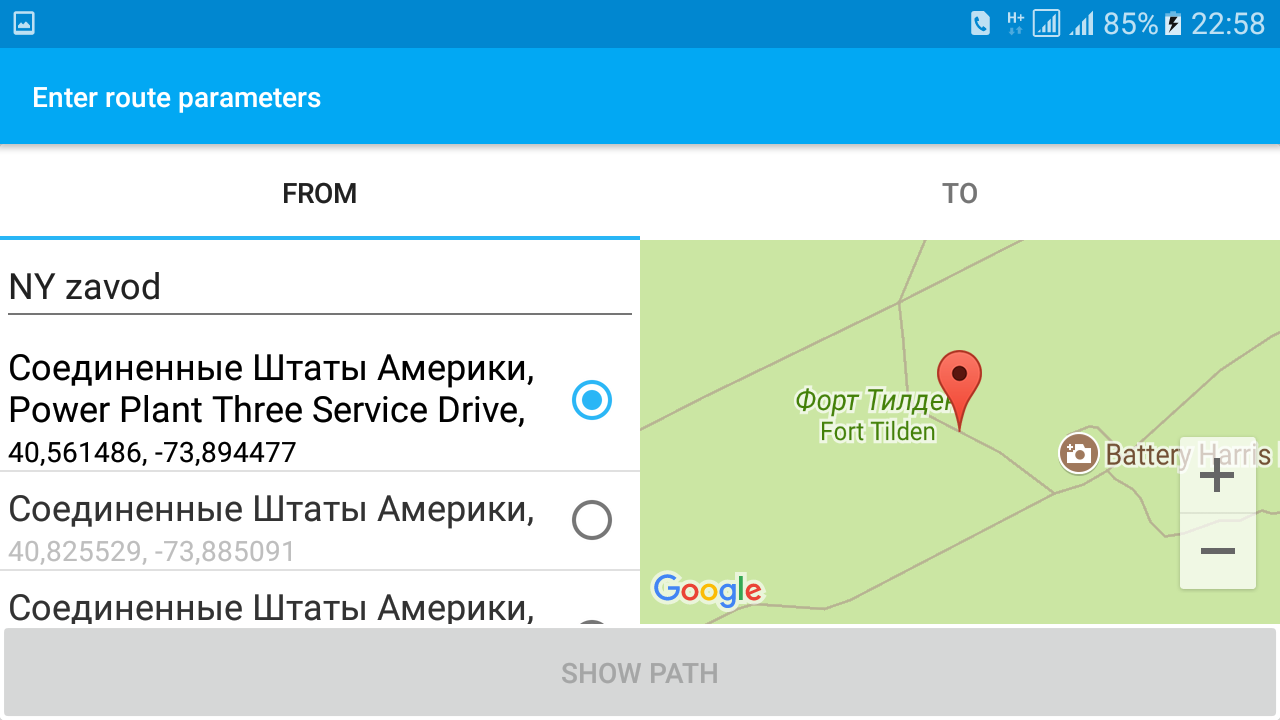 H+ 85% 22:58
Enter route parameters
FROM
TO
NY zavod
Соединенные Штаты Америки,
Power Plant Three Service Drive,
40,561486, -73,894477
Соединенные Штаты Америки,
40,825529, -73,885091
Соединенные Штаты Америки,
Форт Тилден
Fort Tilden
Battery Harris
Google
SHOW PATH